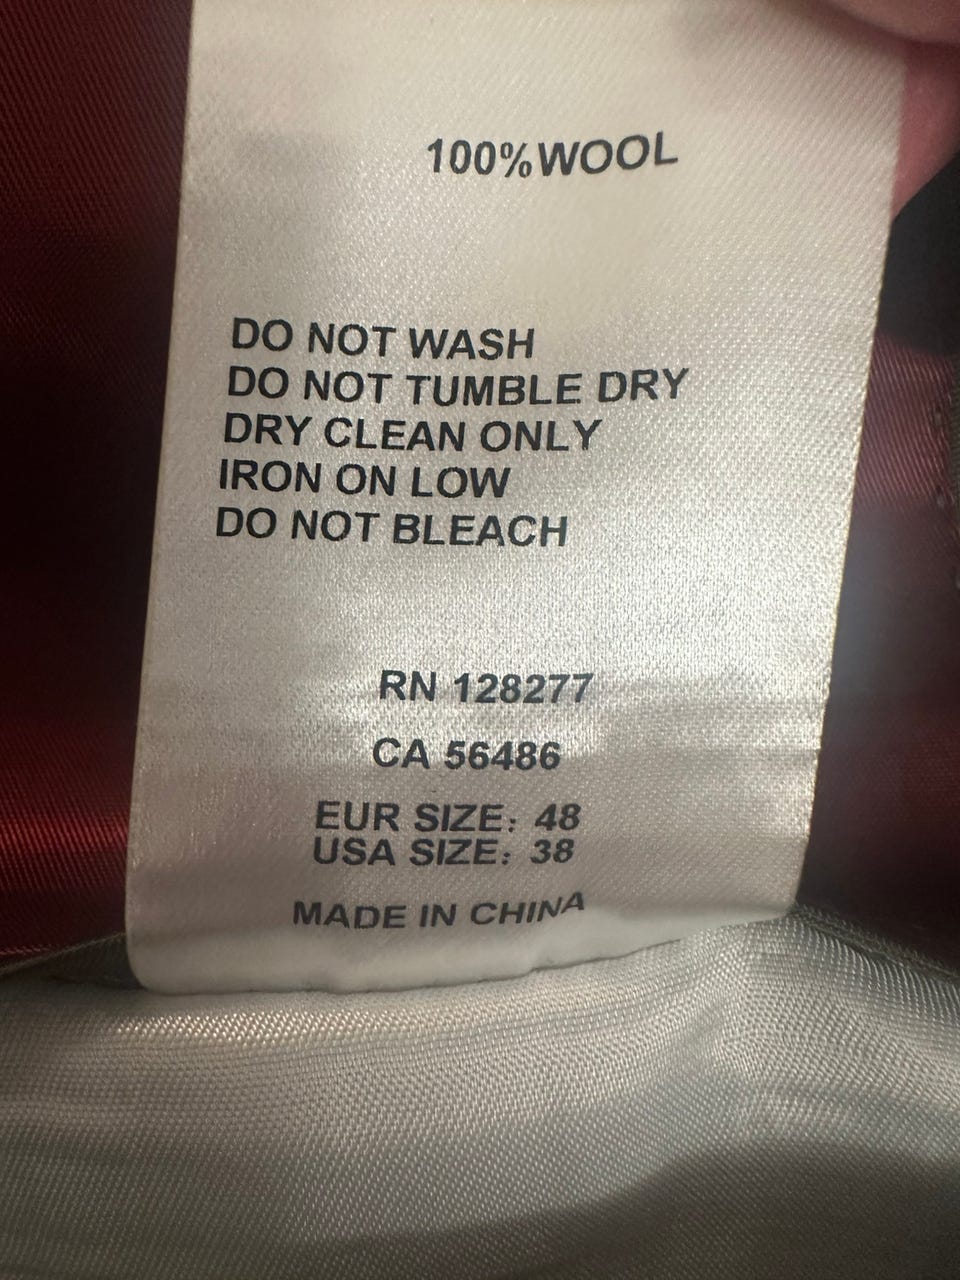 100%WOOL
DO NOT WASH
DO NOT TUMBLE DRY
DRY CLEAN ONLY
IRON ON LOW
DO NOT BLEACH
RN 128277
CA 56486
EUR SIZE: 48
USA SIZE: 38
MADE IN CHINA